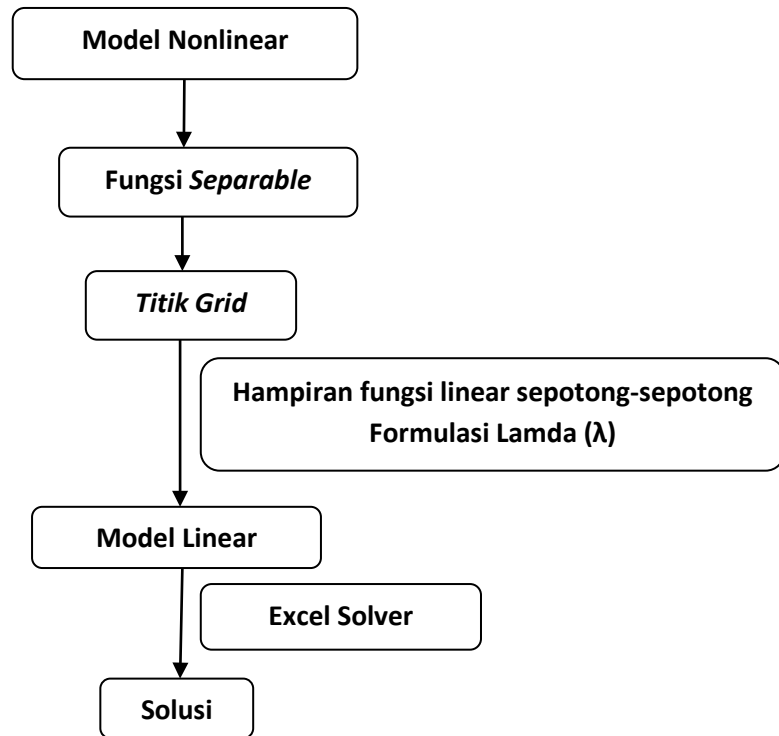 Model Nonlinear
Fungsi Separable
Titik Grid
Hampiran fungsi linear sepotong-sepotong
Formulasi Lamda (λ)
Model Linear
Excel Solver
Solusi